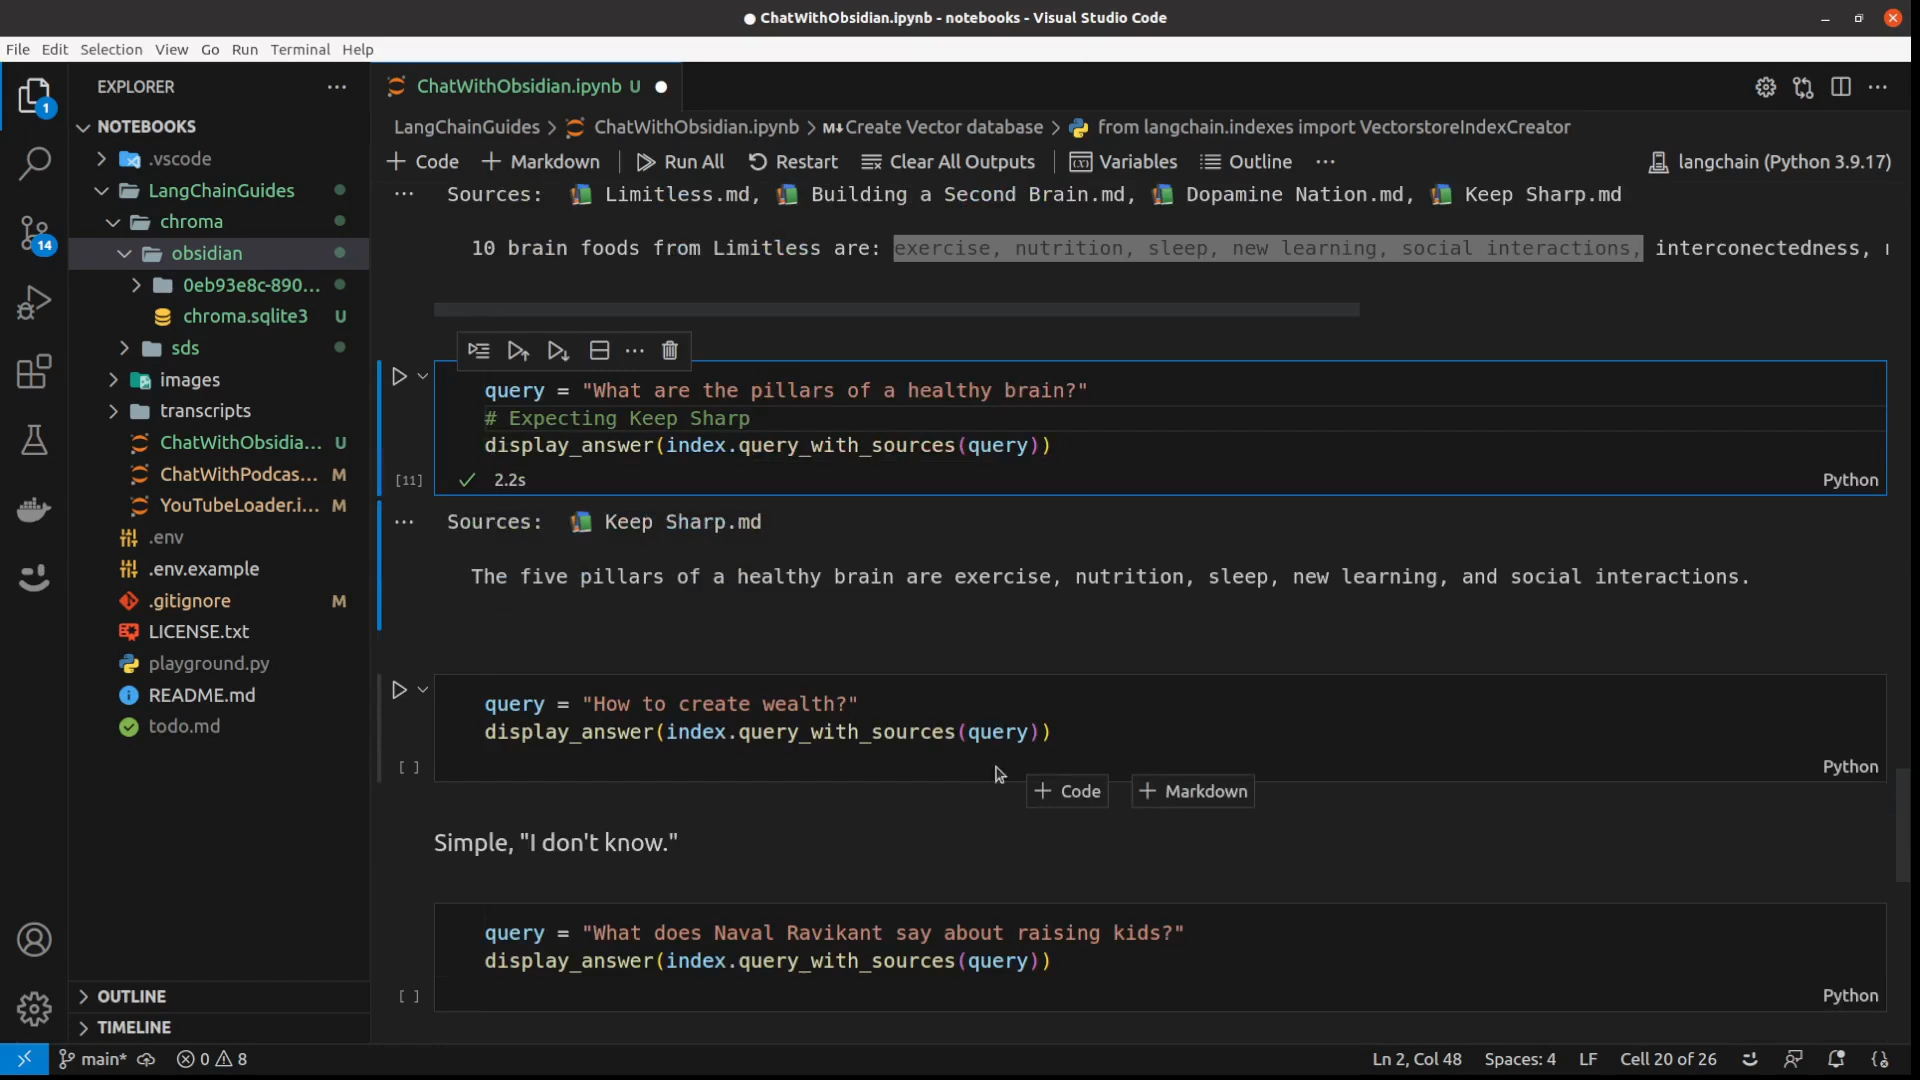 ChatWithObsidian.ipynb - notebooks - Visual Studio Code
File Edit Selection View Go Run Terminal Help
EXPLORER
NOTEBOOKS
.vscode
LangChainGuides
chroma
obsidian
0eb93e8c-890...
chroma.sqlite3 U
sds
images
transcripts
ChatWithObsidia... U
ChatWithPodcas... M
YouTubeLoader.i... M
.env
.env.example
.gitignore M
LICENSE.txt
playground.py
README.md
todo.md
OUTLINE
TIMELINE
1
14
ChatWithObsidian.ipynb U
LangChainGuides > ChatWithObsidian.ipynb > M↓Create Vector database > from langchain.indexes import VectorstoreIndexCreator
+ Code + Markdown Run All Restart Clear All Outputs Variables Outline ... langchain (Python 3.9.17)
Sources: Limitless.md, Building a Second Brain.md, Dopamine Nation.md, Keep Sharp.md
10 brain foods from Limitless are: exercise, nutrition, sleep, new learning, social interactions, interconectedness,
query = "What are the pillars of a healthy brain?"
# Expecting Keep Sharp
display_answer(index.query_with_sources(query))
[11] 2.2s Python
Sources: Keep Sharp.md
The five pillars of a healthy brain are exercise, nutrition, sleep, new learning, and social interactions.
query = "How to create wealth?"
display_answer(index.query_with_sources(query))
[ ] Python
+ Code + Markdown
Simple, "I don't know."
query = "What does Naval Ravikant say about raising kids?"
display_answer(index.query_with_sources(query))
[ ] Python
main* 0 8 Ln 2, Col 48 Spaces: 4 LF Cell 20 of 26